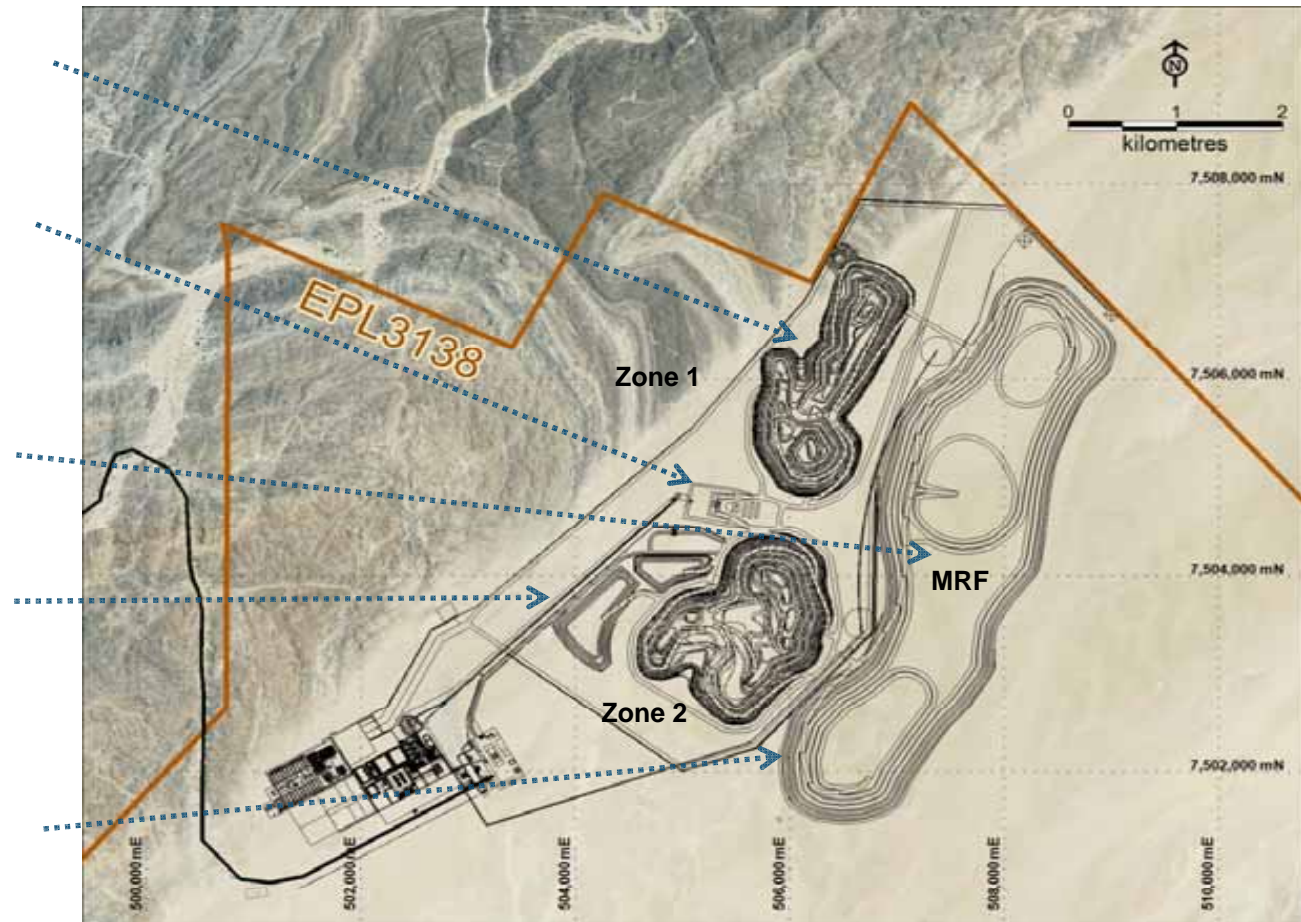 N
0 1 2
kilometres
7,508,000 mN
EPL3138
Zone 1
7,506,000 mN
7,504,000 mN
MRF
Zone 2
7,502,000 mN
500,000 mE
502,000 mE
504,000 mE
506,000 mE
508,000 mE
510,000 mE